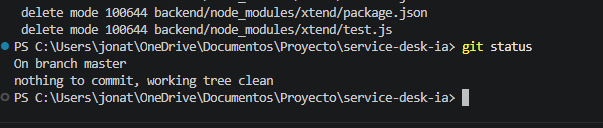 delete mode 100644 backend/node_modules/xtend/package.json
delete mode 100644 backend/node_modules/xtend/test.js
PS C:\Users\jonat\OneDrive\Documentos\Proyecto\service-desk-ia> git status
On branch master
nothing to commit, working tree clean
PS C:\Users\jonat\OneDrive\Documentos\Proyecto\service-desk-ia>